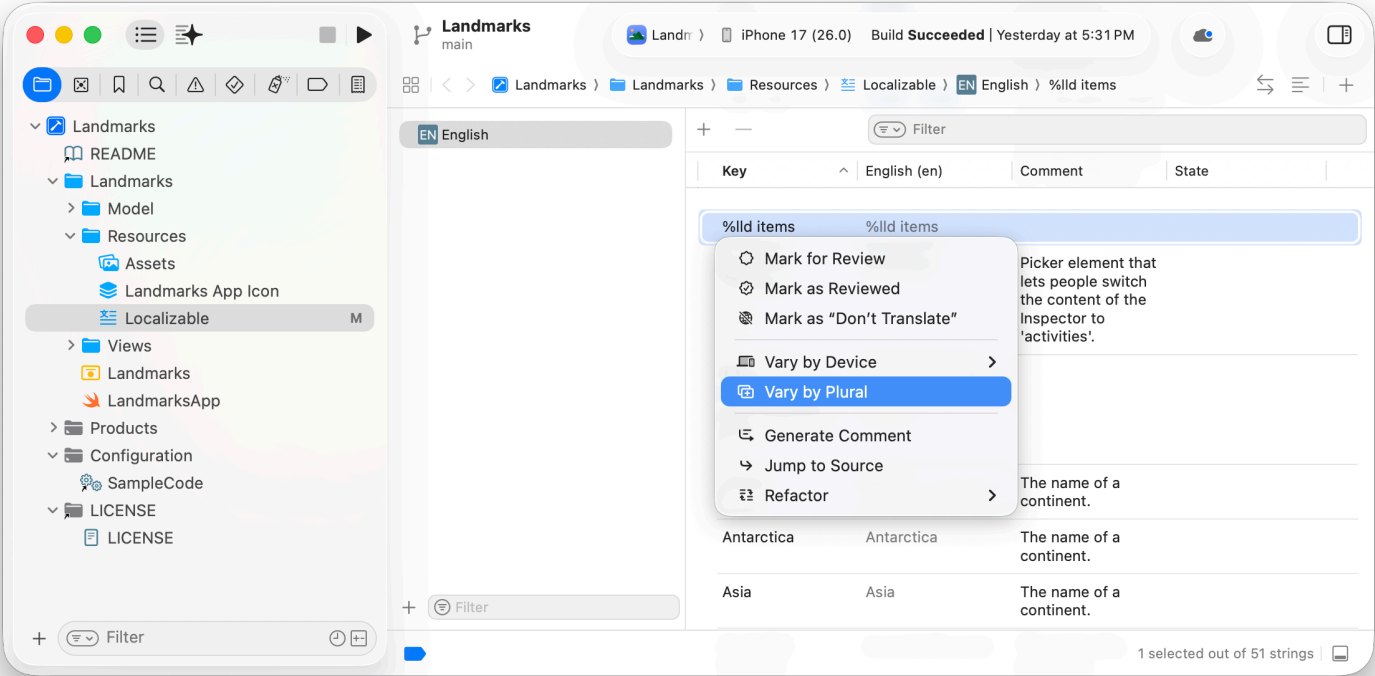 Landmarks
main
Landm
iPhone 17 (26.0)
Build Succeeded | Yesterday at 5:31 PM
Landmarks
Landmarks
Resources
Localizable
EN English
%lld items
Landmarks
README
Landmarks
Model
Resources
Assets
Landmarks App Icon
Localizable M
Views
Landmarks
LandmarksApp
Products
Configuration
SampleCode
LICENSE
LICENSE
Filter
EN English
Filter
Filter
Key English (en) Comment State
%lld items %lld items
Mark for Review
Mark as Reviewed
Mark as “Don’t Translate”
Vary by Device
Vary by Plural
Generate Comment
Jump to Source
Refactor
Picker element that
lets people switch
the content of the
Inspector to
'activities'.
The name of a
continent.
Antarctica Antarctica The name of a
continent.
Asia Asia The name of a
continent.
1 selected out of 51 strings